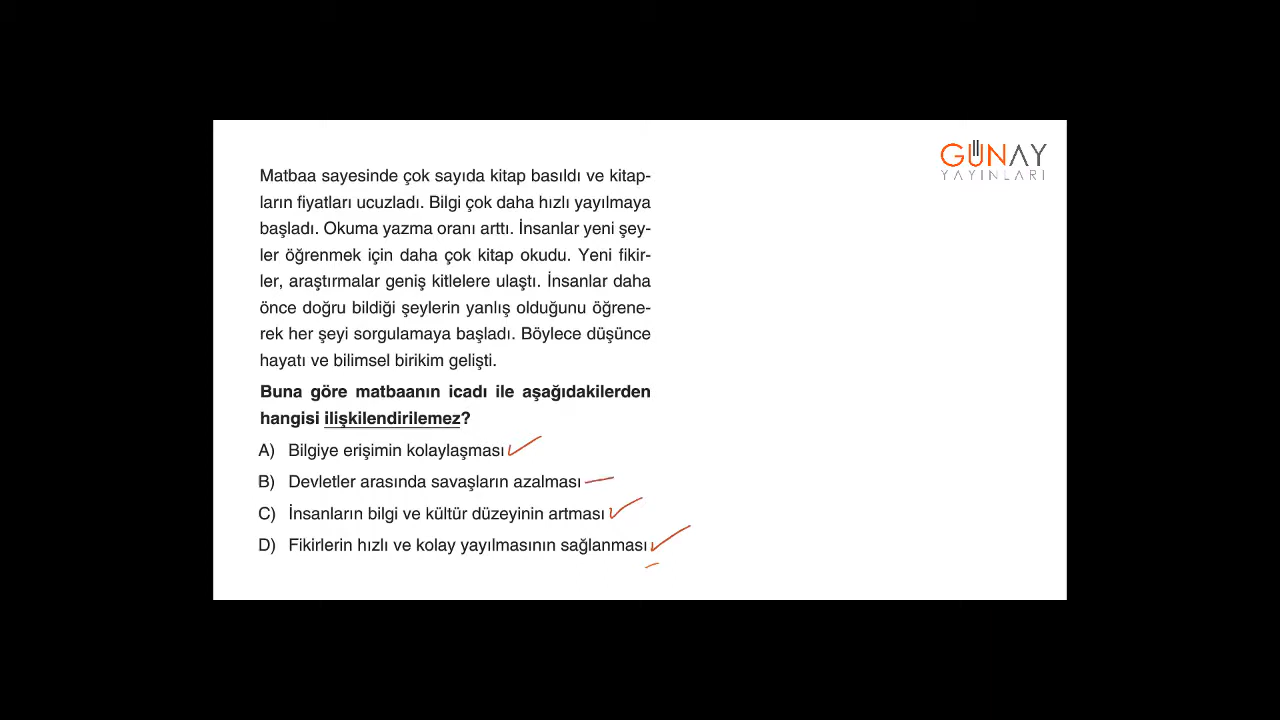 GÜNAY
YAYINLARI
Matbaa sayesinde çok sayıda kitap basıldı ve kitap-
ların fiyatları ucuzladı. Bilgi çok daha hızlı yayılmaya
başladı. Okuma yazma oranı arttı. İnsanlar yeni şey-
ler öğrenmek için daha çok kitap okudu. Yeni fikir-
ler, araştırmalar geniş kitlelere ulaştı. İnsanlar daha
önce doğru bildiği şeylerin yanlış olduğunu öğrene-
rek her şeyi sorgulamaya başladı. Böylece düşünce
hayatı ve bilimsel birikim gelişti.
Buna göre matbaanın icadı ile aşağıdakilerden
hangisi ilişkilendirilemez?
A) Bilgiye erişimin kolaylaşması
B) Devletler arasında savaşların azalması
C) İnsanların bilgi ve kültür düzeyinin artması
D) Fikirlerin hızlı ve kolay yayılmasının sağlanması